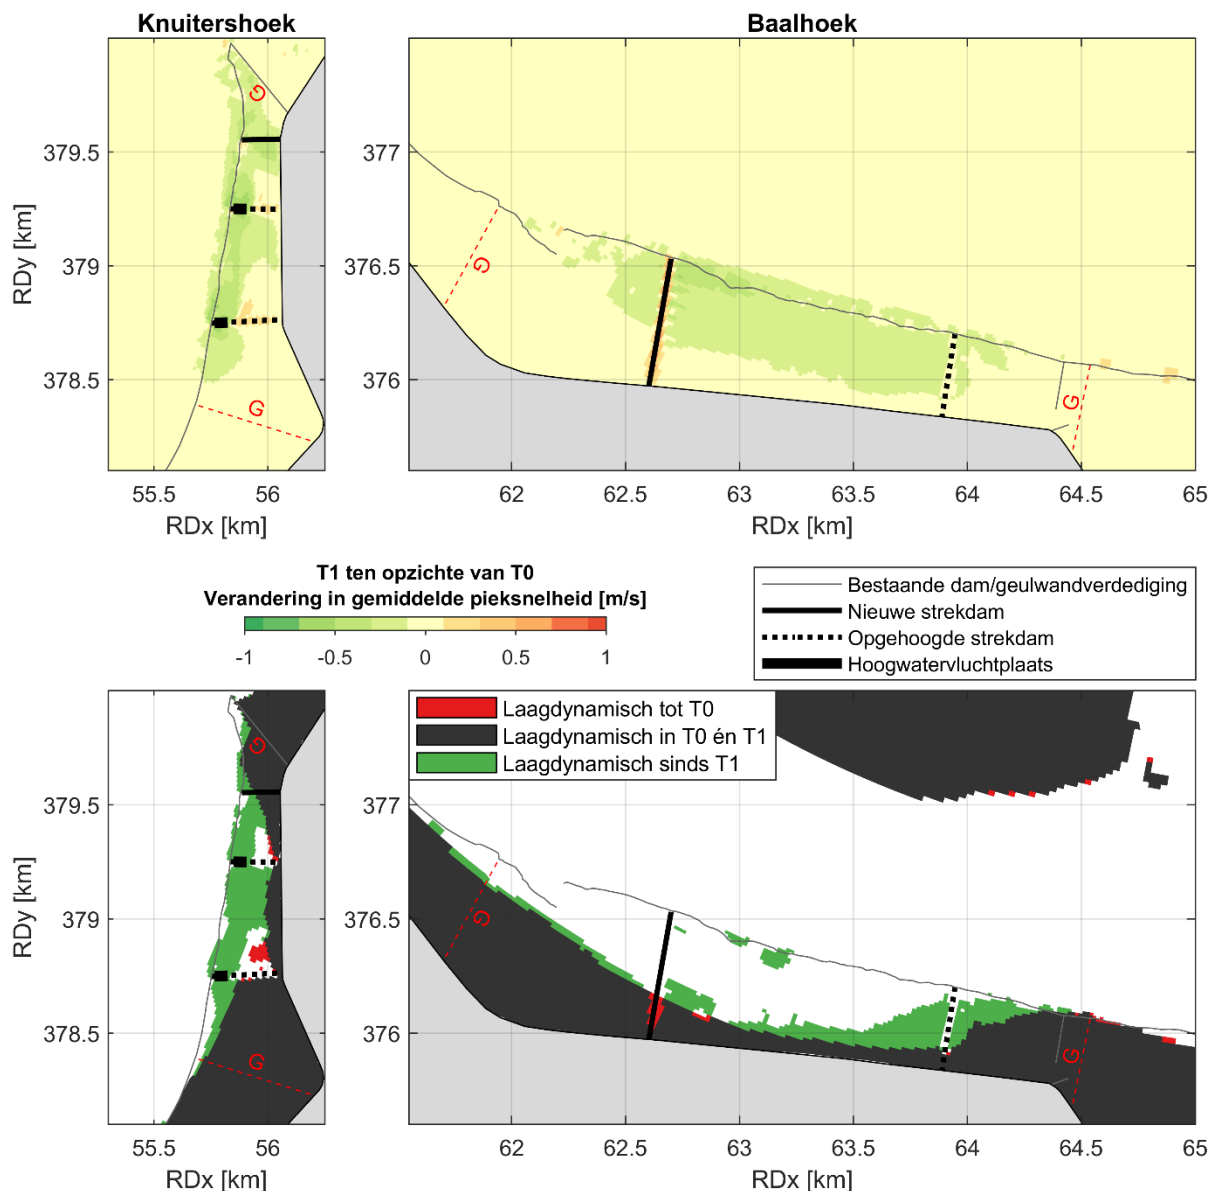 Knuitershoek
Baalhoek
379.5
379
378.5
RDy [km]
G
G
55.5
56
RDx [km]
377
376.5
376
G
G
62
62.5
63
63.5
64
64.5
65
RDx [km]
T1 ten opzichte van T0
Verandering in gemiddelde pieksnelheid [m/s]
-1
-0.5
0
0.5
1
Bestaande dam/geulwandverdediging
Nieuwe strekdam
Opgehoogde strekdam
Hoogwatervluchtplaats
379.5
379
378.5
RDy [km]
G
G
55.5
56
RDx [km]
Laagdynamisch tot T0
Laagdynamisch in T0 én T1
Laagdynamisch sinds T1
377
376.5
376
G
G
62
62.5
63
63.5
64
64.5
65
RDx [km]